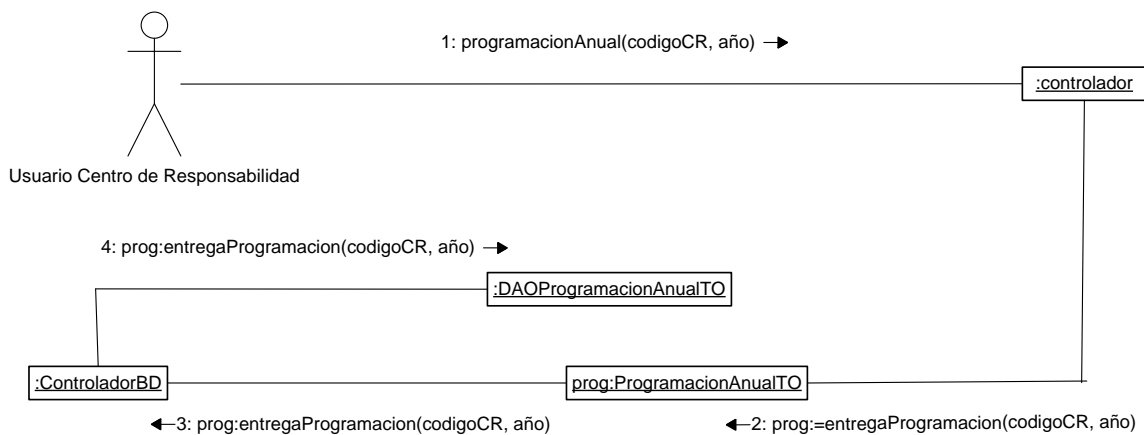 1: programacionAnual(codigoCR, año)
:controlador
Usuario Centro de Responsabilidad
4: prog:entregaProgramacion(codigoCR, año)
:DAOProgramacionAnualTO
:ControladorBD
prog:ProgramacionAnualTO
3: prog:entregaProgramacion(codigoCR, año)
2: prog:=entregaProgramacion(codigoCR, año)